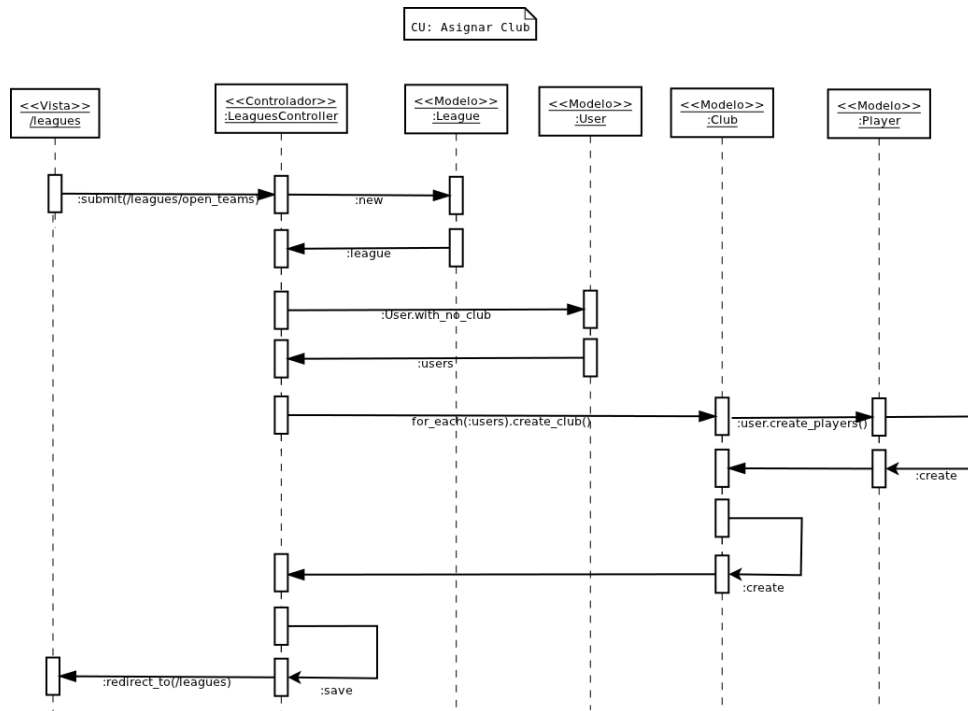 CU: Asignar Club
<<Vista>>
/leagues
<<Controlador>>
:LeaguesController
<<Modelo>>
:League
<<Modelo>>
:User
<<Modelo>>
:Club
<<Modelo>>
:Player
:submit(/leagues/open_teams)
:new
:league
:User.with_no_club
:users
for_each(:users).create_club()
:user.create_players()
:create
:create
:redirect_to(/leagues)
:save